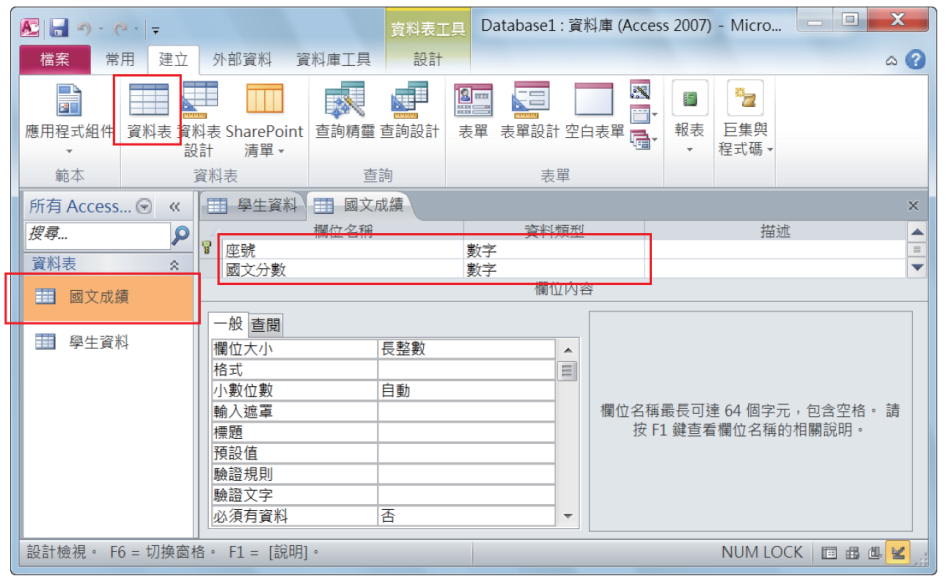 資料表工具 Database1 : 資料庫 (Access 2007) - Micro...
檔案 常用 建立 外部資料 資料庫工具 設計
應用程式組件 資料表 資料表設計 SharePoint 清單 查詢精靈 查詢設計 表單 表單設計 空白表單 報表 巨集與程式碼
範本 資料表 查詢 表單
所有 Access... « 學生資料 國文成績
搜尋... 欄位名稱 資料類型 描述
座號 數字
國文分數 數字
資料表
欄位內容
國文成績
學生資料
一般 查閱
欄位大小 長整數
格式
小數位數 自動
輸入遮罩
標題
預設值
驗證規則
驗證文字
必須有資料 否
欄位名稱最長可達 64 個字元，包含空格。 請
按 F1 鍵查看欄位名稱的相關說明。
設計檢視。 F6 = 切換窗格。 F1 = [說明]。 NUM LOCK